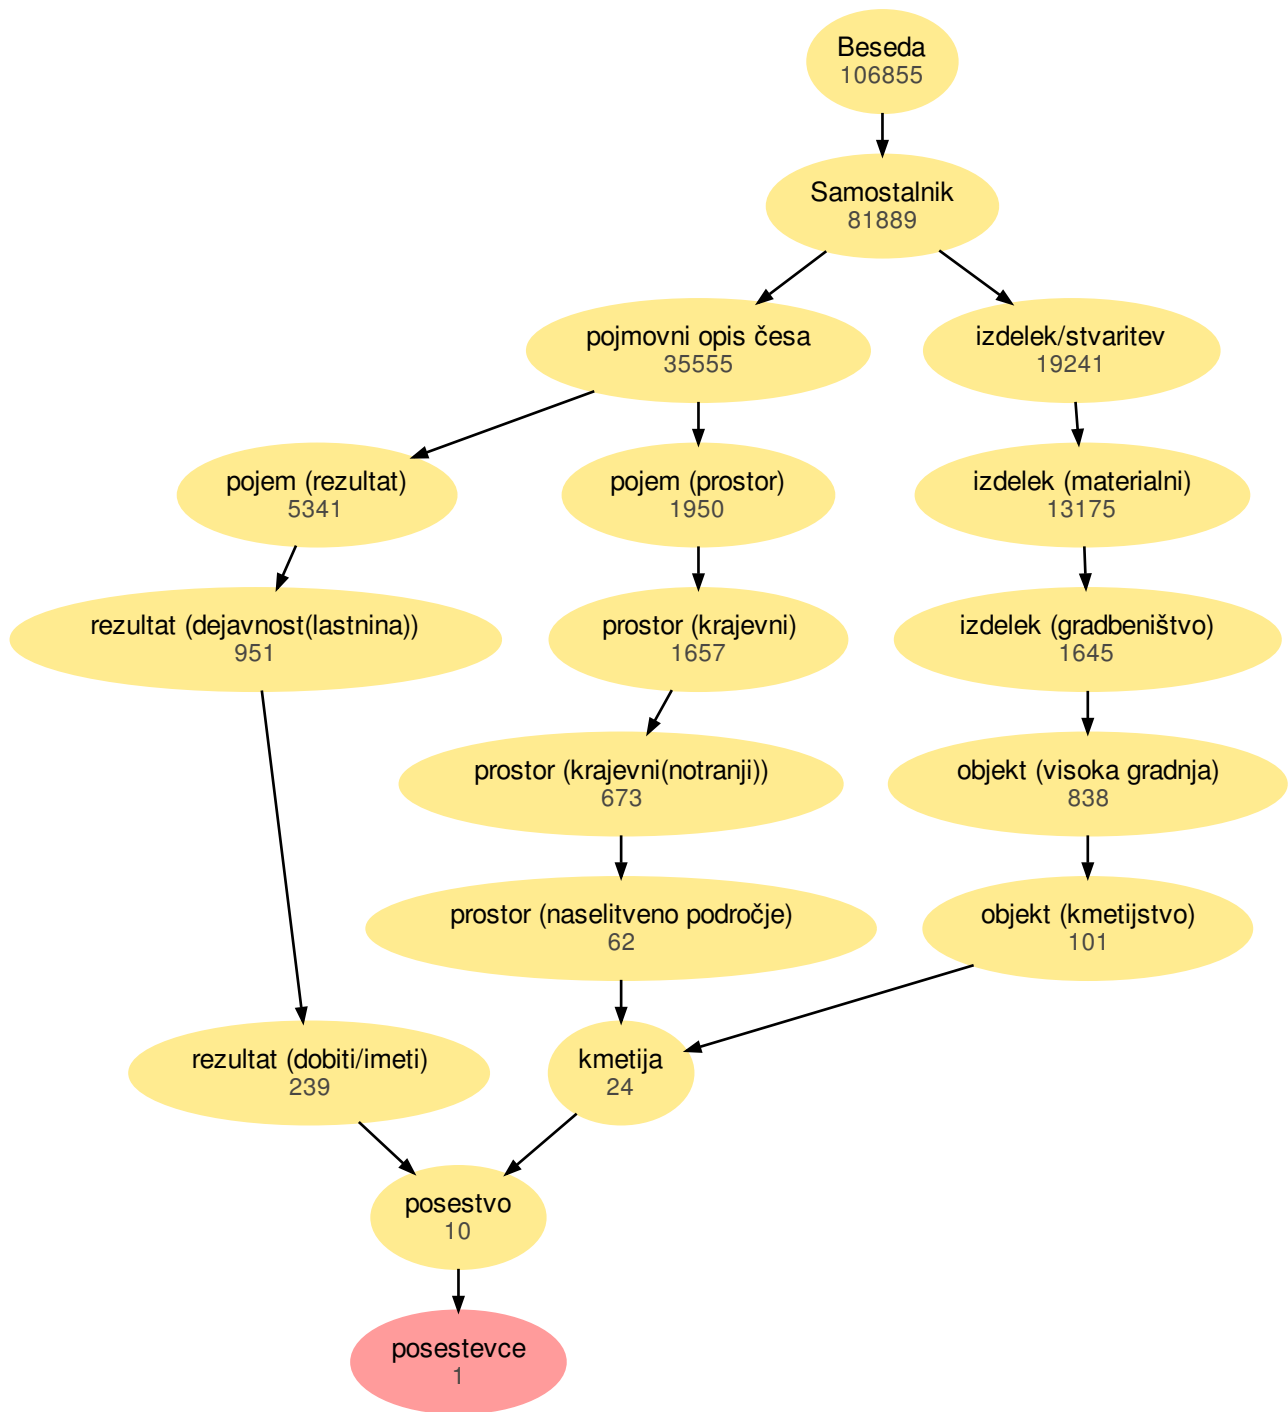 Beseda
106855
Samostalnik
81889
pojmovni opis česa
35555
izdelek/stvaritev
19241
pojem (rezultat)
5341
pojem (prostor)
1950
izdelek (materialni)
13175
rezultat (dejavnost(lastnina))
951
prostor (krajevni)
1657
izdelek (gradbeništvo)
1645
prostor (krajevni(notranji))
673
objekt (visoka gradnja)
838
prostor (naselitveno področje)
62
objekt (kmetijstvo)
101
rezultat (dobiti/imeti)
239
kmetija
24
posestvo
10
posestevce
1